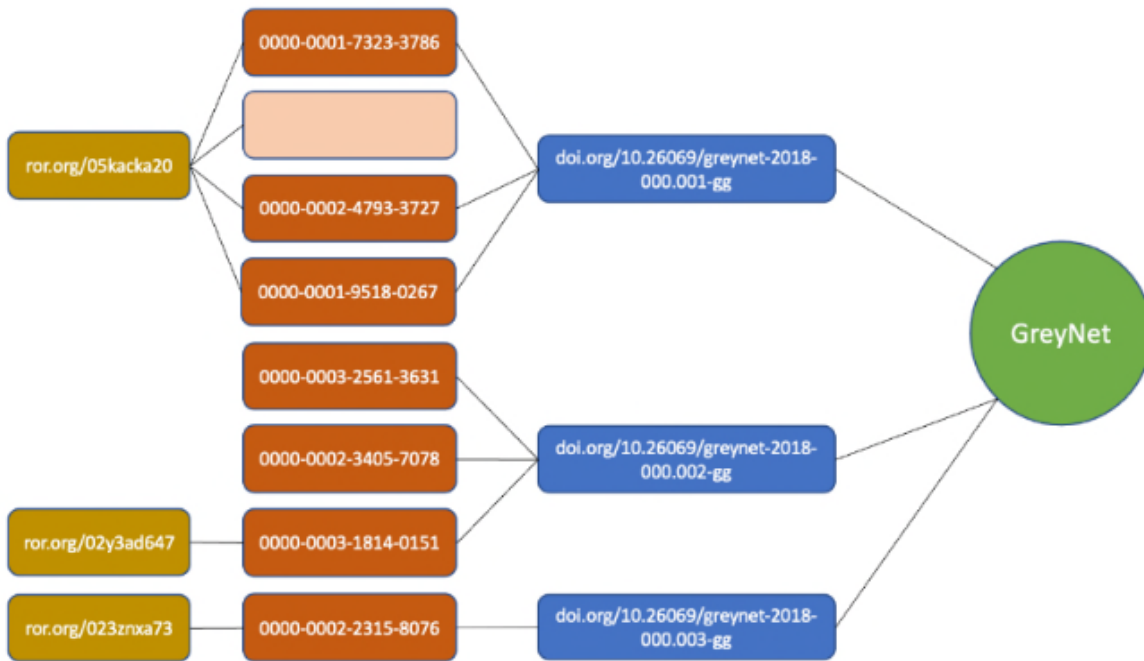 0000-0001-7323-3786
ror.org/05kacka20
0000-0002-4793-3727
0000-0001-9518-0267
0000-0003-2561-3631
0000-0002-3405-7078
ror.org/02y3ad647
0000-0003-1814-0151
ror.org/023znxa73
0000-0002-2315-8076
doi.org/10.26069/greynet-2018-
000.001-gg
doi.org/10.26069/greynet-2018-
000.002-gg
doi.org/10.26069/greynet-2018-
000.003-gg
GreyNet